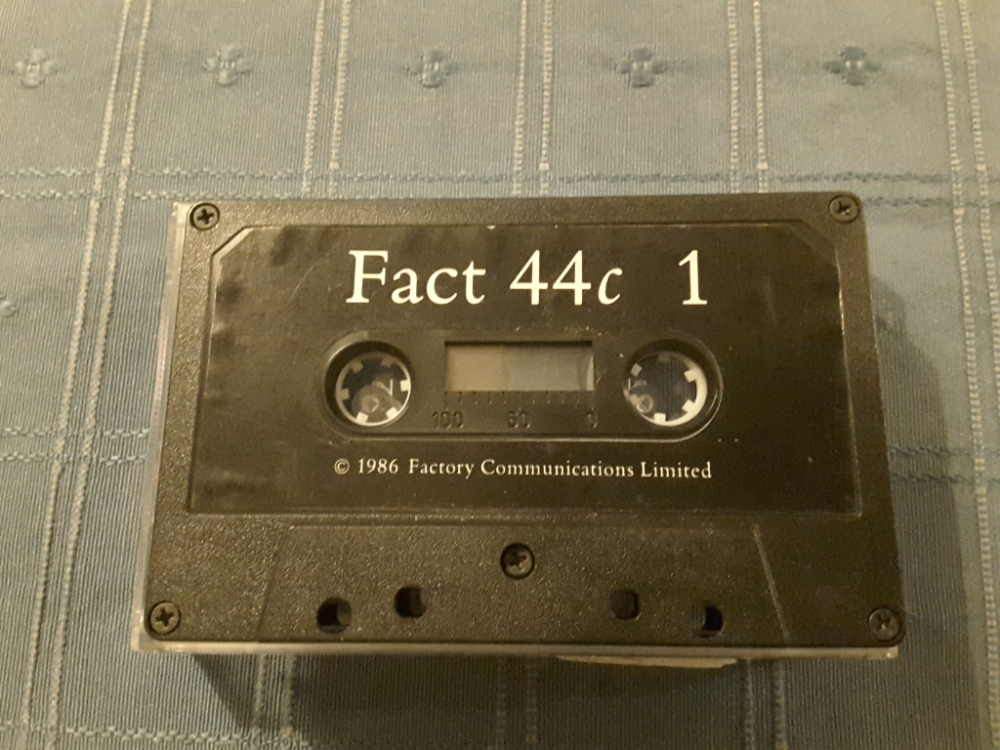 Fact 44c 1
100 50 0
© 1986 Factory Communications Limited